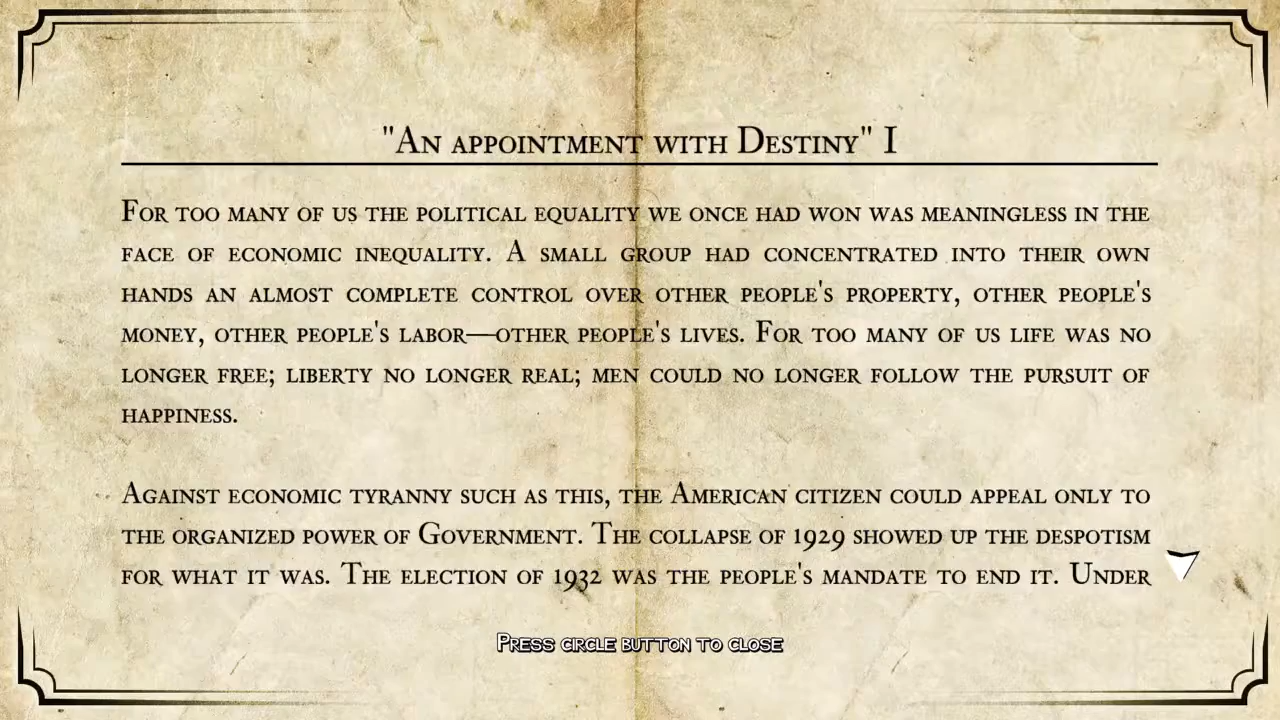 "An appointment with Destiny" I
For too many of us the political equality we once had won was meaningless in the
face of economic inequality. A small group had concentrated into their own
hands an almost complete control over other people's property, other people's
money, other people's labor—other people's lives. For too many of us life was no
longer free; liberty no longer real; men could no longer follow the pursuit of
happiness.
Against economic tyranny such as this, the American citizen could appeal only to
the organized power of Government. The collapse of 1929 showed up the despotism
for what it was. The election of 1932 was the people's mandate to end it. Under
Press circle button to close